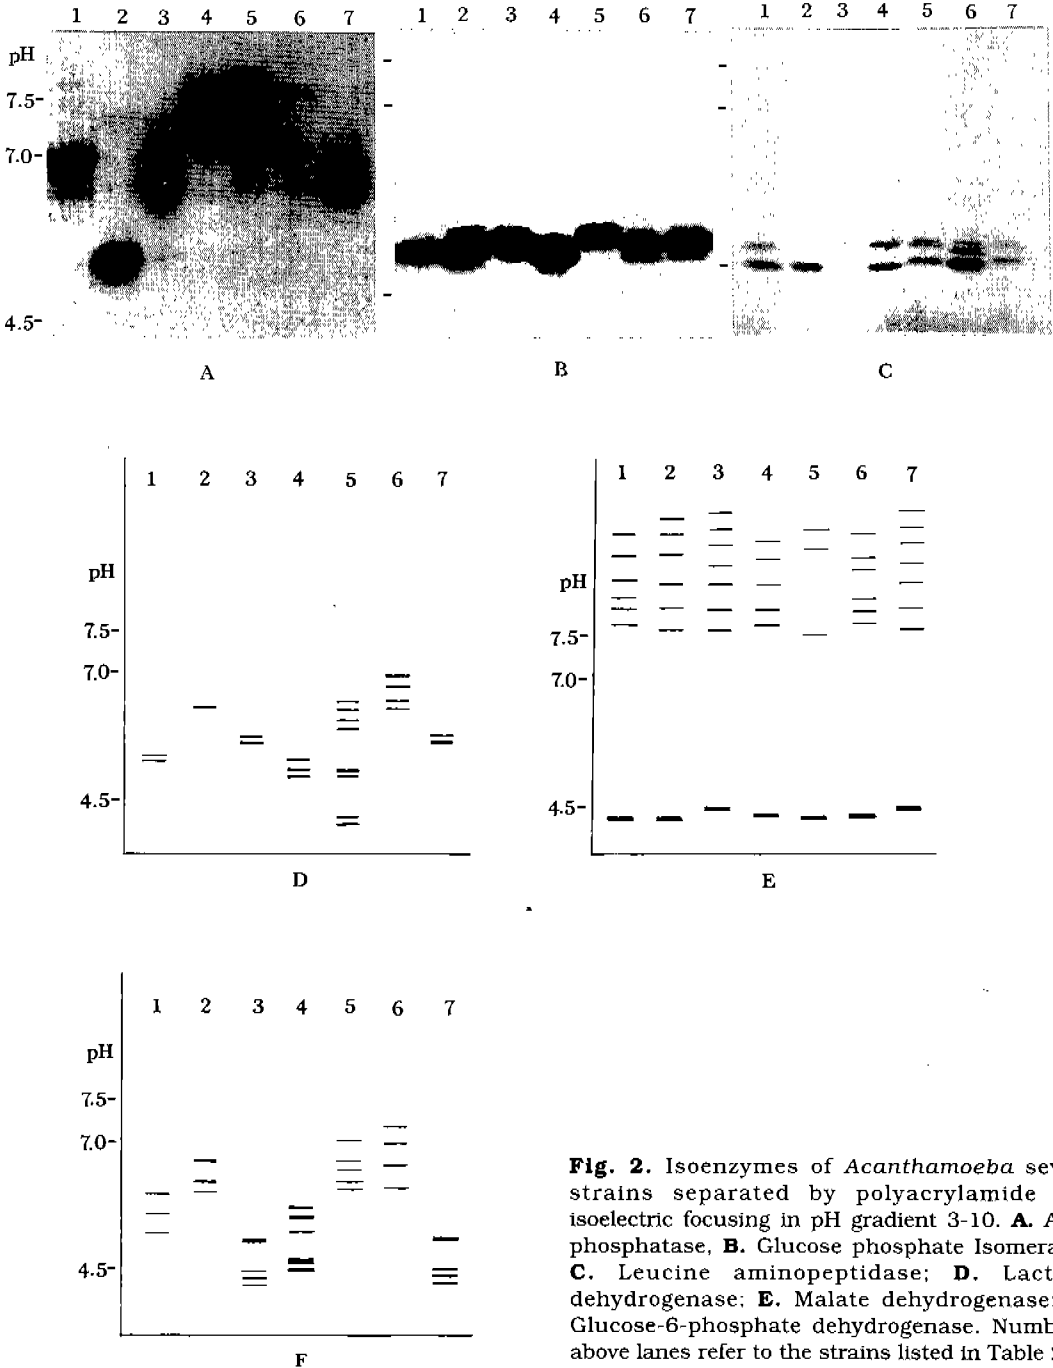 1 2 3 4 5 6 7
1 2 3 4 5 6 7
1 2 3 4 5 6 7
pH
7.5-
7.0-
4.5-
A
B
C
1 2 3 4 5 6 7
pH
7.5-
7.0-
4.5-
D
1 2 3 4 5 6 7
pH
7.5-
7.0-
4.5-
E
1 2 3 4 5 6 7
pH
7.5-
7.0-
4.5-
F
Fig. 2. Isoenzymes of Acanthamoeba
strains separated by polyacrylamide
isoelectric focusing in pH gradient 3-10. A.
phosphatase, B. Glucose phosphate
C. Leucine aminopeptidase; D.
dehydrogenase; E. Malate dehydrogenase;
Glucose-6-phosphate dehydrogenase.
above lanes refer to the strains listed in Table